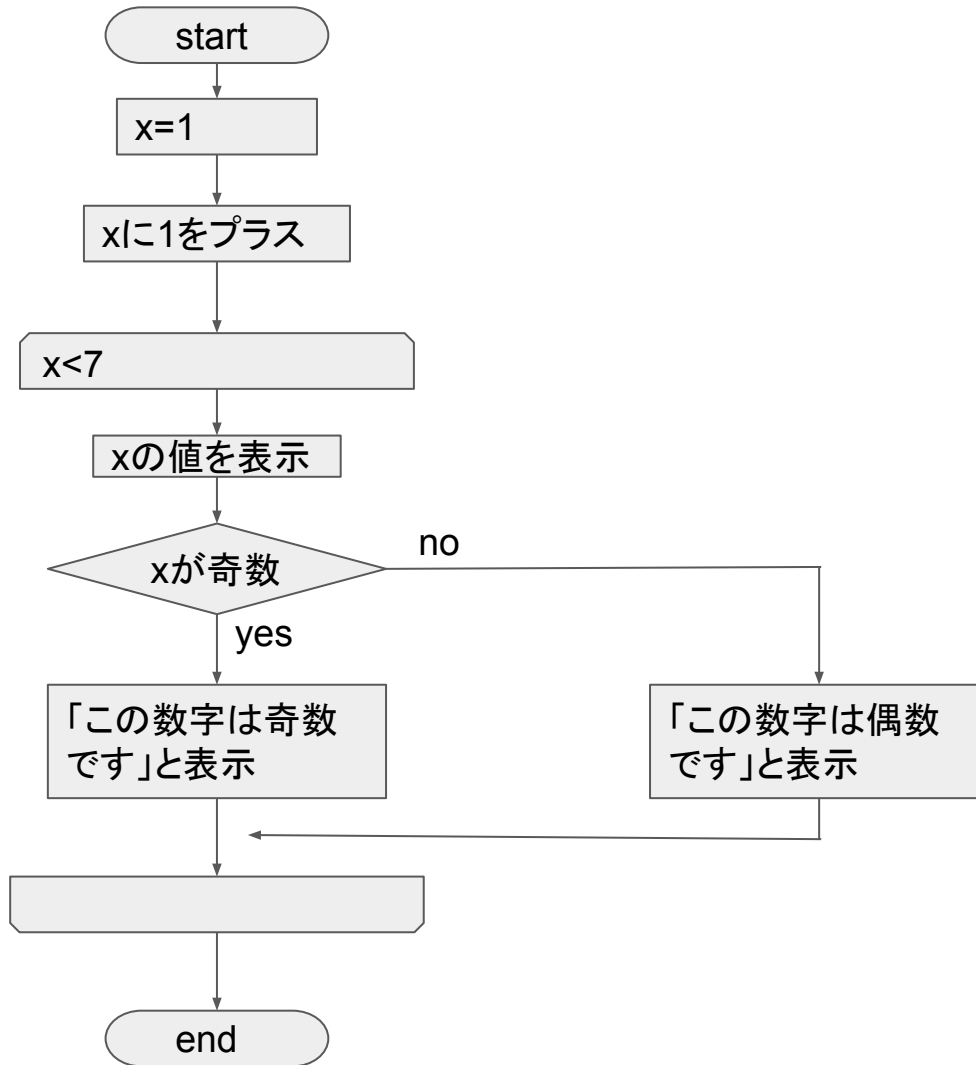 start
x=1
xに1をプラス
x<7
xの値を表示
xが奇数
no
yes
「この数字は奇数
です」と表示
「この数字は偶数
です」と表示
end